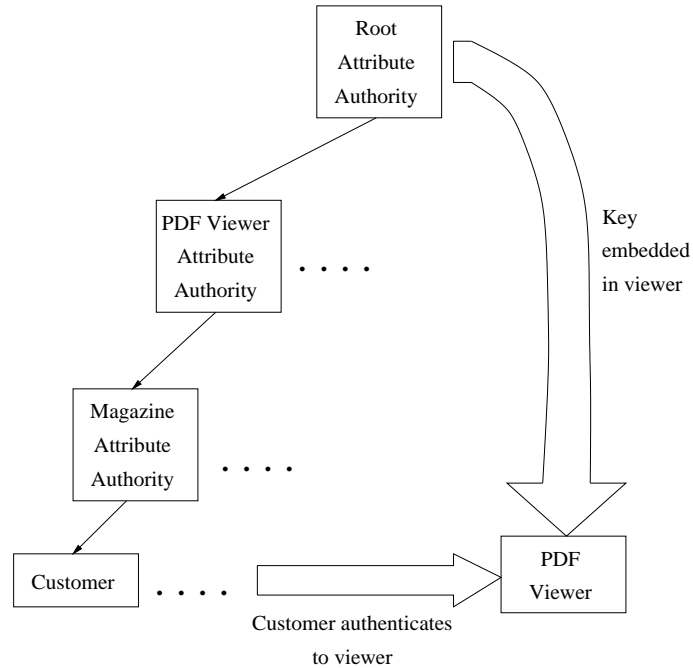 Root
Attribute
Authority
PDF Viewer
Attribute
Authority
. . . .
Key
embedded
in viewer
Magazine
Attribute
Authority
. . . .
Customer
. . . .
PDF
Viewer
Customer authenticates
to viewer